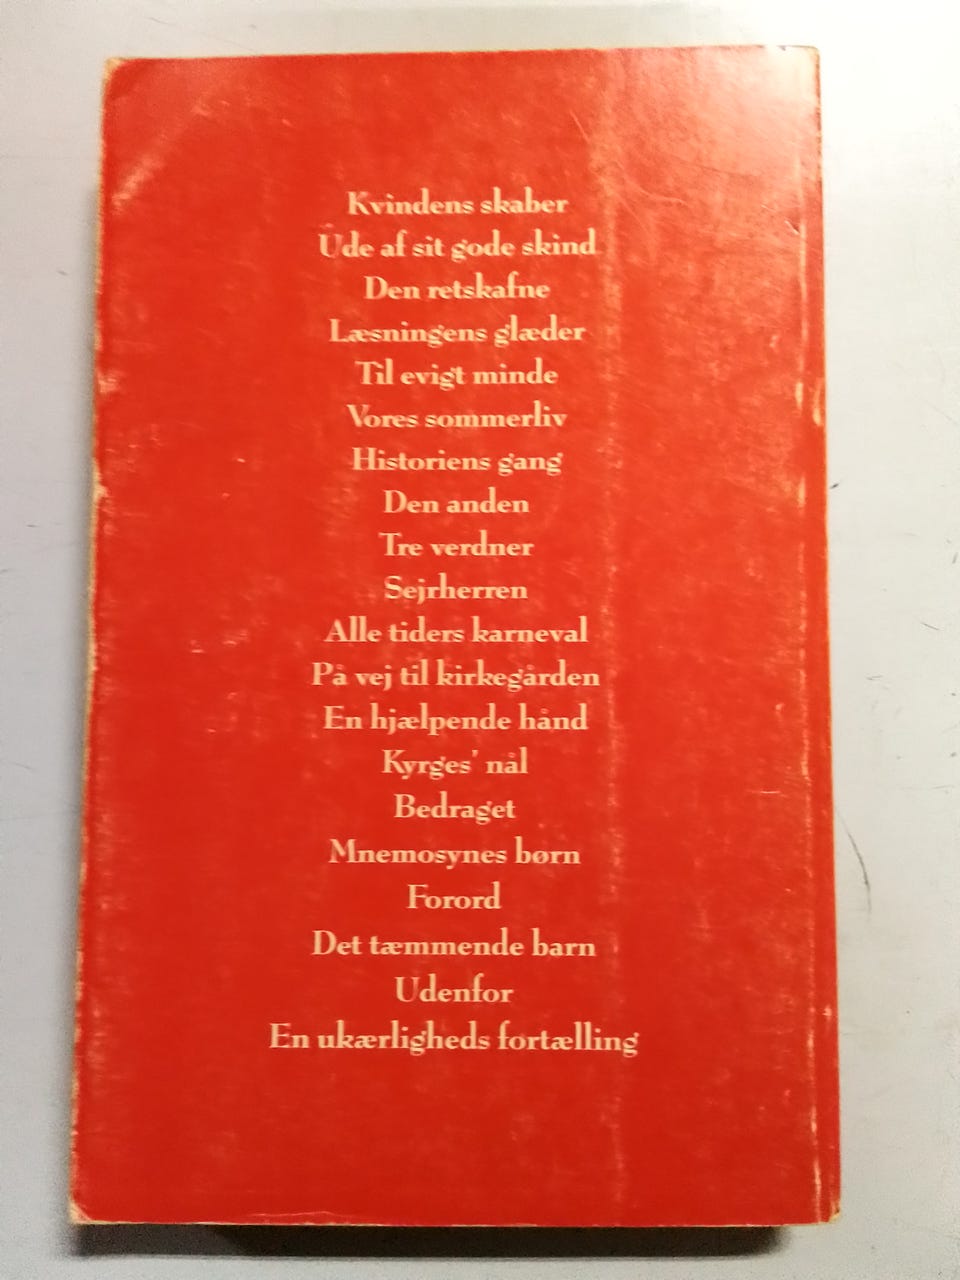 Kvindens skaber
Ude af sit gode skind
Den retskafne
Læsningens glæder
Til evigt minde
Vores sommerliv
Historiens gang
Den anden
Tre verdner
Sejrherren
Alle tiders karneval
På vej til kirkegården
En hjælpende hånd
Kyrges' nål
Bedraget
Mnemosynes børn
Forord
Det tæmmende barn
Udenfor
En ukærligheds fortælling